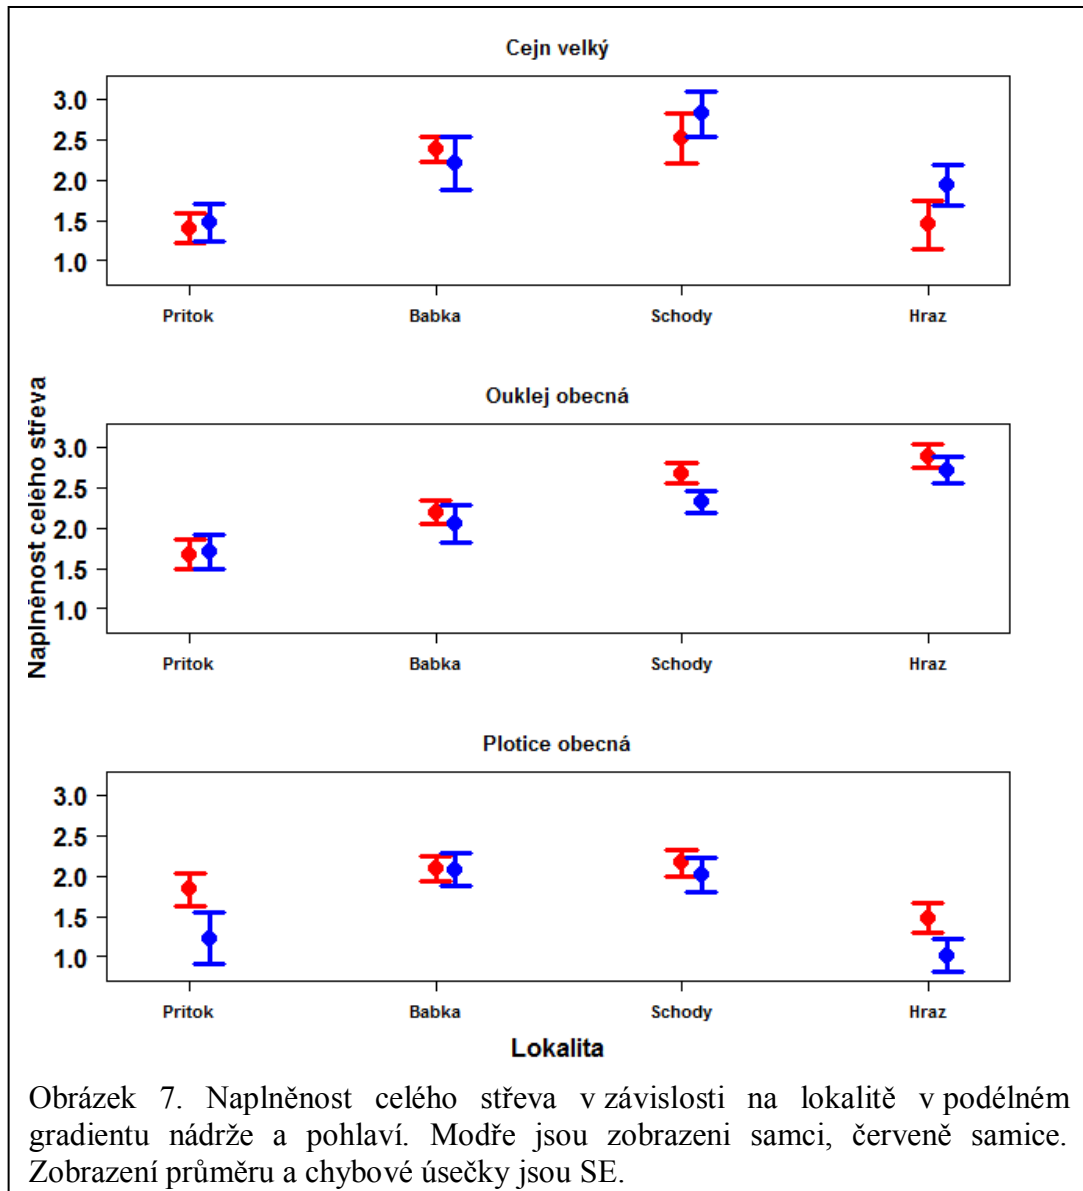 Cejn velký
3.0
2.5
2.0
1.5
1.0
Pritok Babka Schody Hraz
Naplněnost celého střeva
Ouklej obecná
3.0
2.5
2.0
1.5
1.0
Pritok Babka Schody Hraz
Plotice obecná
3.0
2.5
2.0
1.5
1.0
Pritok Babka Schody Hraz
Lokalita
Obrázek 7. Naplněnost celého střeva v závislosti na lokalitě v podélném
gradientu nádrže a pohlaví. Modře jsou zobrazeni samci, červeně samice.
Zobrazení průměru a chybové úsečky jsou SE.